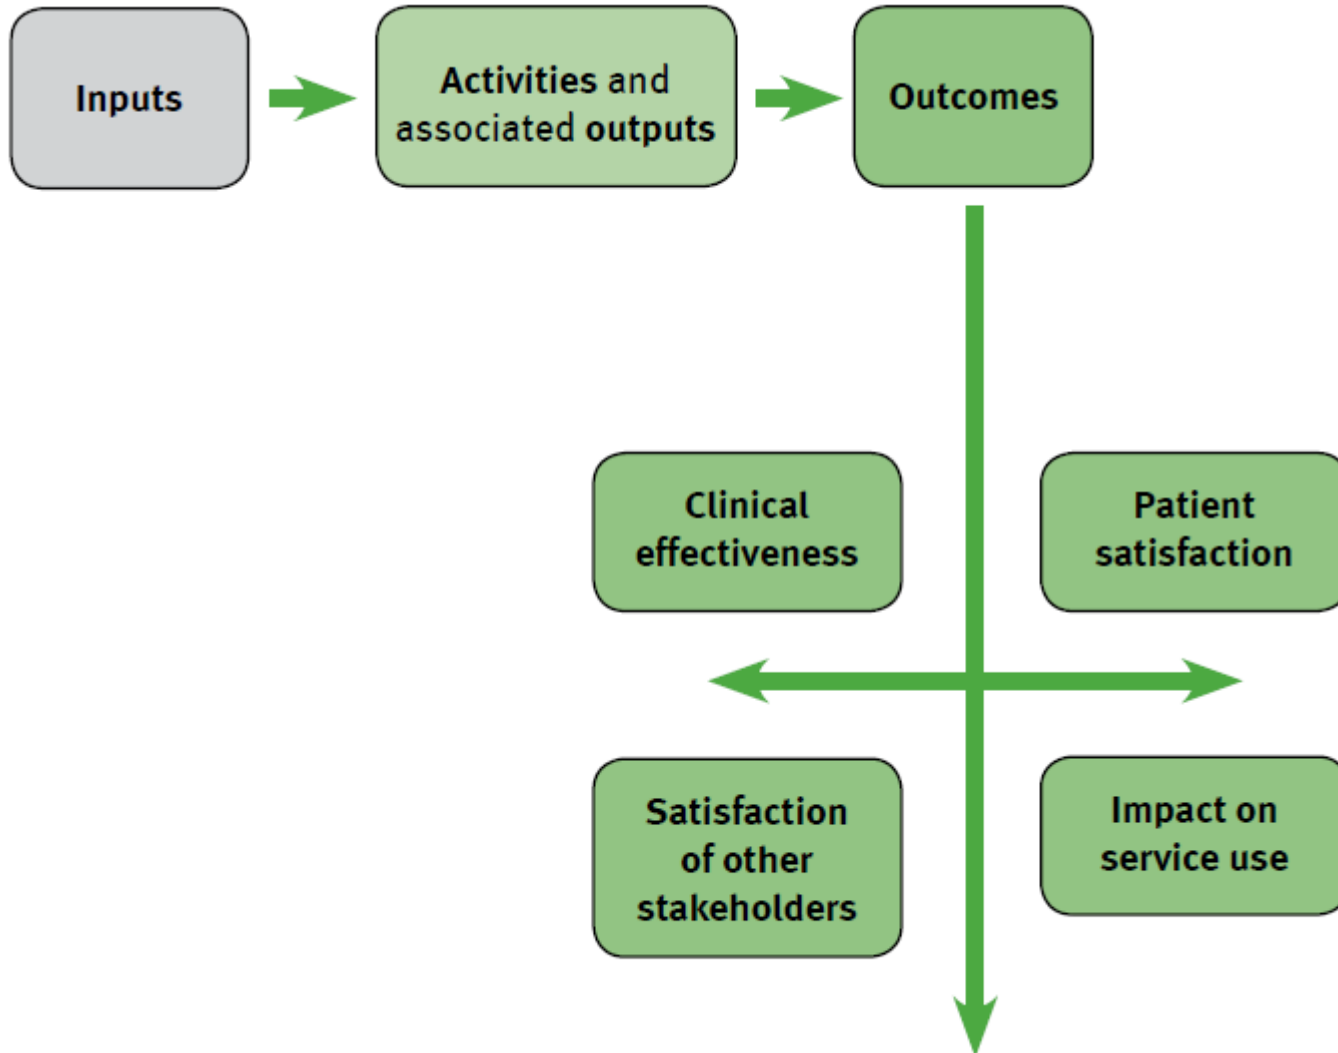 Inputs
Activities and
associated outputs
Outcomes
Clinical
effectiveness
Patient
satisfaction
Satisfaction
of other
stakeholders
Impact on
service use